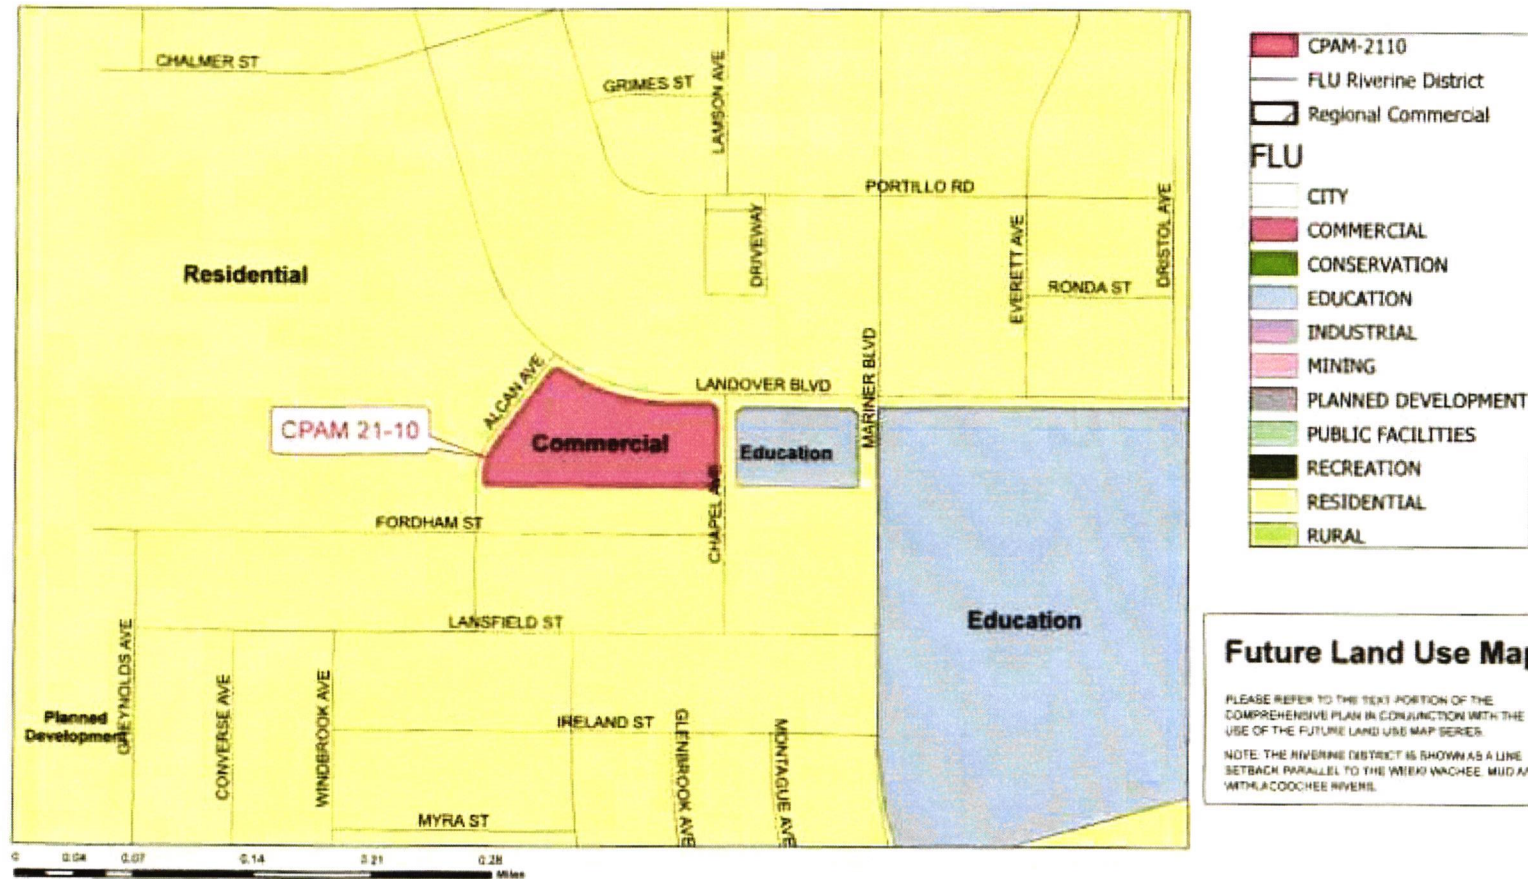 CHALMER ST
GRIMES ST
LAMSON AVE
PORTILLO RD
DRIVEWAY
EVERETT AVE
DRISTOL AVE
RONDA ST
Residential
ALCAN AVE
LANDOVER BLVD
MARINER BLVD
CPAM 21-10
Commercial
Education
CHAPEL AVE
FORDHAM ST
LANSFIELD ST
Education
GREYNOLDS AVE
CONVERSE AVE
WINDBROOK AVE
IRELAND ST
GLENBROOK AVE
MONTAGUE AVE
Planned
Development
MYRA ST
0 0.04 0.07 0.14 0.21 0.28
Miles
CPAM-2110
FLU Riverine District
Regional Commercial
FLU
CITY
COMMERCIAL
CONSERVATION
EDUCATION
INDUSTRIAL
MINING
PLANNED DEVELOPMENT
PUBLIC FACILITIES
RECREATION
RESIDENTIAL
RURAL
Future Land Use Map
PLEASE REFER TO THE TEXT PORTION OF THE
COMPREHENSIVE PLAN IN CONJUNCTION WITH THE
USE OF THE FUTURE LAND USE MAP SERIES.
NOTE: THE RIVERINE DISTRICT IS SHOWN AS A LINE
SETBACK PARALLEL TO THE WEEKI WACHEE, MUD
WITHLACOOCHEE RIVERS.